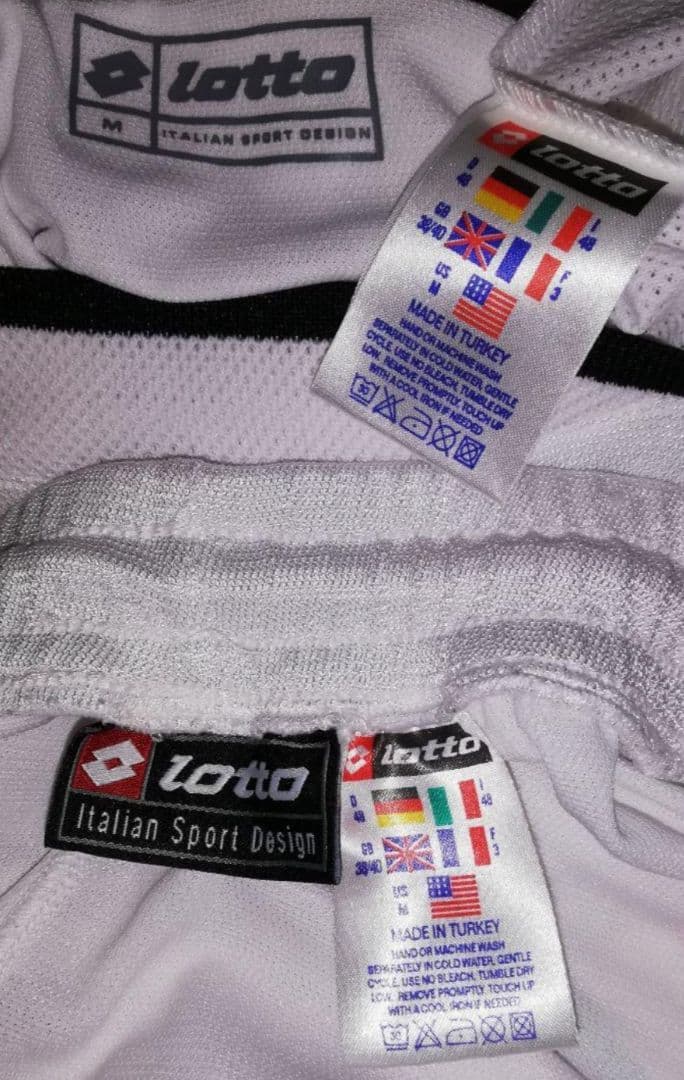 lotto
M
ITALIAN SPORT DESIGN
lotto
D
48
I
48
GB
38/40
F
3
US
M
MADE IN TURKEY
HAND OR MACHINE WASH
SEPARATELY IN COLD WATER, GENTLE
CYCLE. USE NO BLEACH, TUMBLE DRY
LOW. REMOVE PROMPTLY. TOUCH UP
WITH A COOL IRON IF NEEDED
30
lotto
Italian Sport Design
lotto
D
48
I
48
GB
38/40
F
3
US
M
MADE IN TURKEY
HAND OR MACHINE WASH
SEPARATELY IN COLD WATER, GENTLE
CYCLE. USE NO BLEACH, TUMBLE DRY
LOW. REMOVE PROMPTLY. TOUCH UP
WITH A COOL IRON IF NEEDED
30